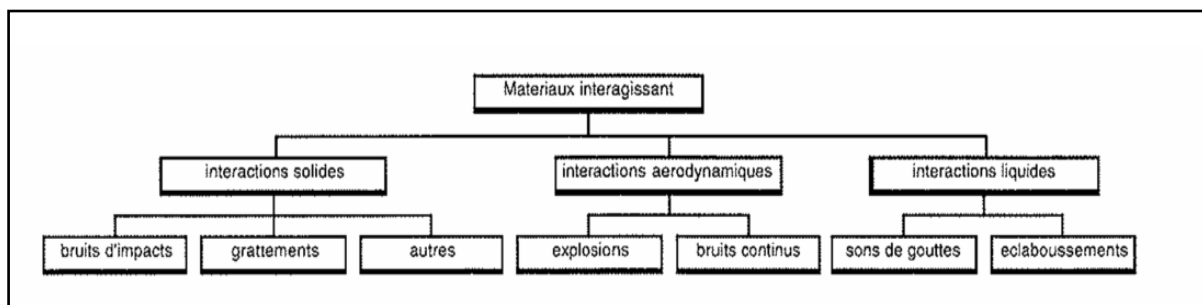 Materiaux interagissant
interactions solides
interactions aerodynamiques
interactions liquides
bruits d'impacts
grattements
autres
explosions
bruits continus
sons de gouttes
eclaboussements